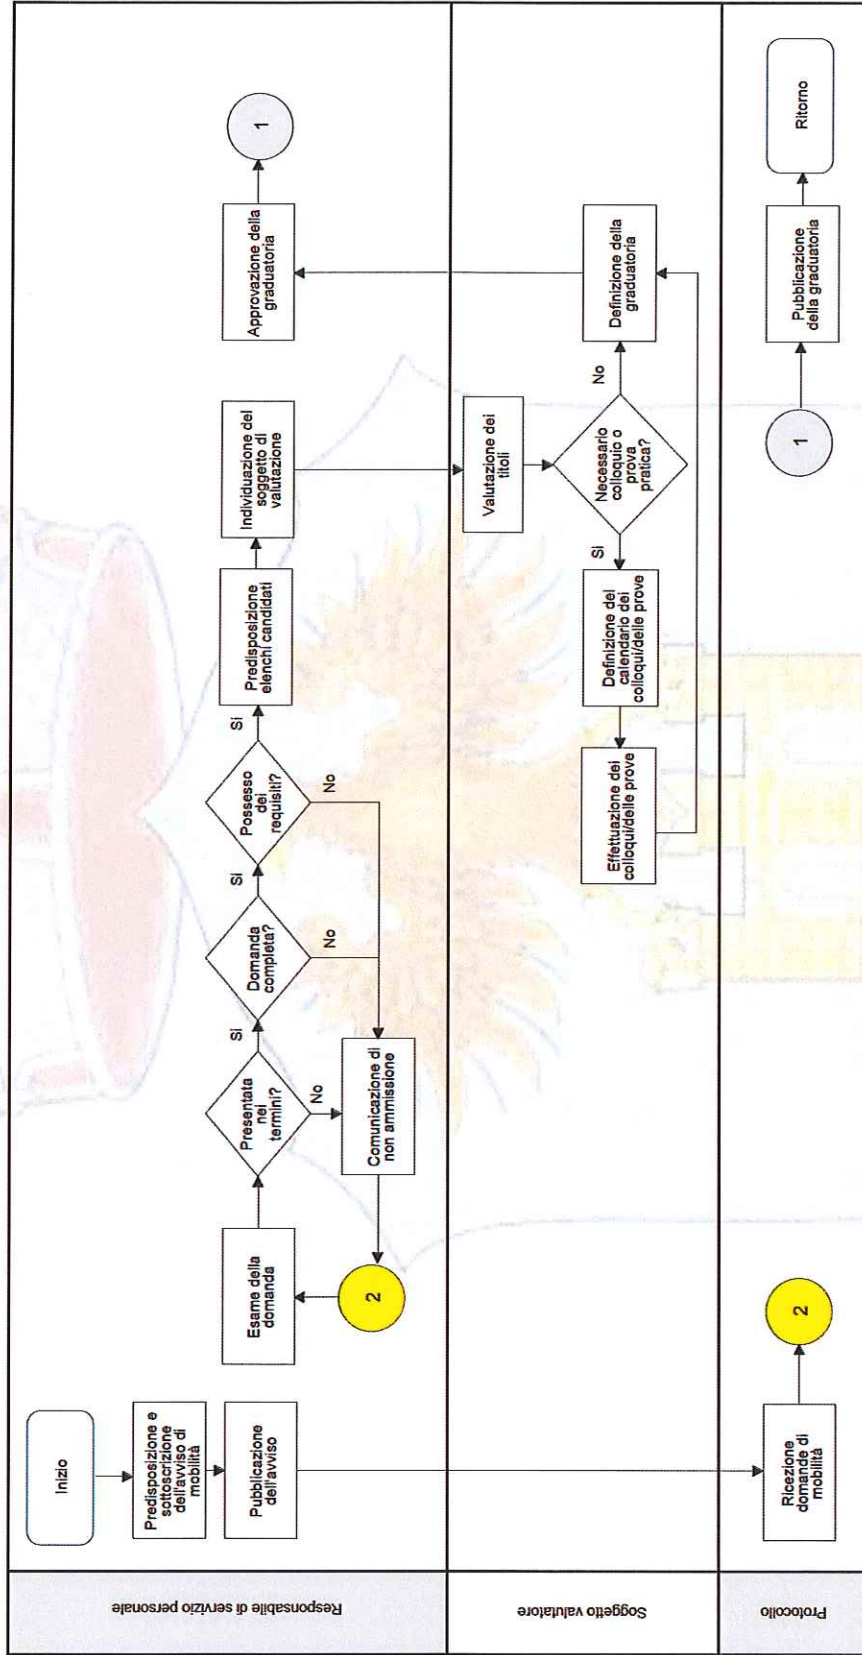 Responsabile di servizio personale
Inizio
Predisposizione e
sottoscrizione
dell'avviso di
mobilità
Pubblicazione
dell'avviso
Esame della
domanda
2
Presentata
nei
termini?
Si
No
Domanda
completa?
Si
No
Possesso
dei
requisiti?
Si
No
Comunicazione di
non ammissione
Predisposizione
elenchi candidati
Individuazione del
soggetto di
valutazione
Approvazione della
graduatoria
1
Soggetto valutatore
Valutazione dei
titoli
Necessario
colloquio o
prova
pratica?
Si
No
Definizione del
calendario dei
colloqui/delle prove
Effettuazione dei
colloqui/delle prove
Definizione della
graduatoria
Protocollo
Ricezione
domande di
mobilità
2
1
Pubblicazione
della graduatoria
Ritorno